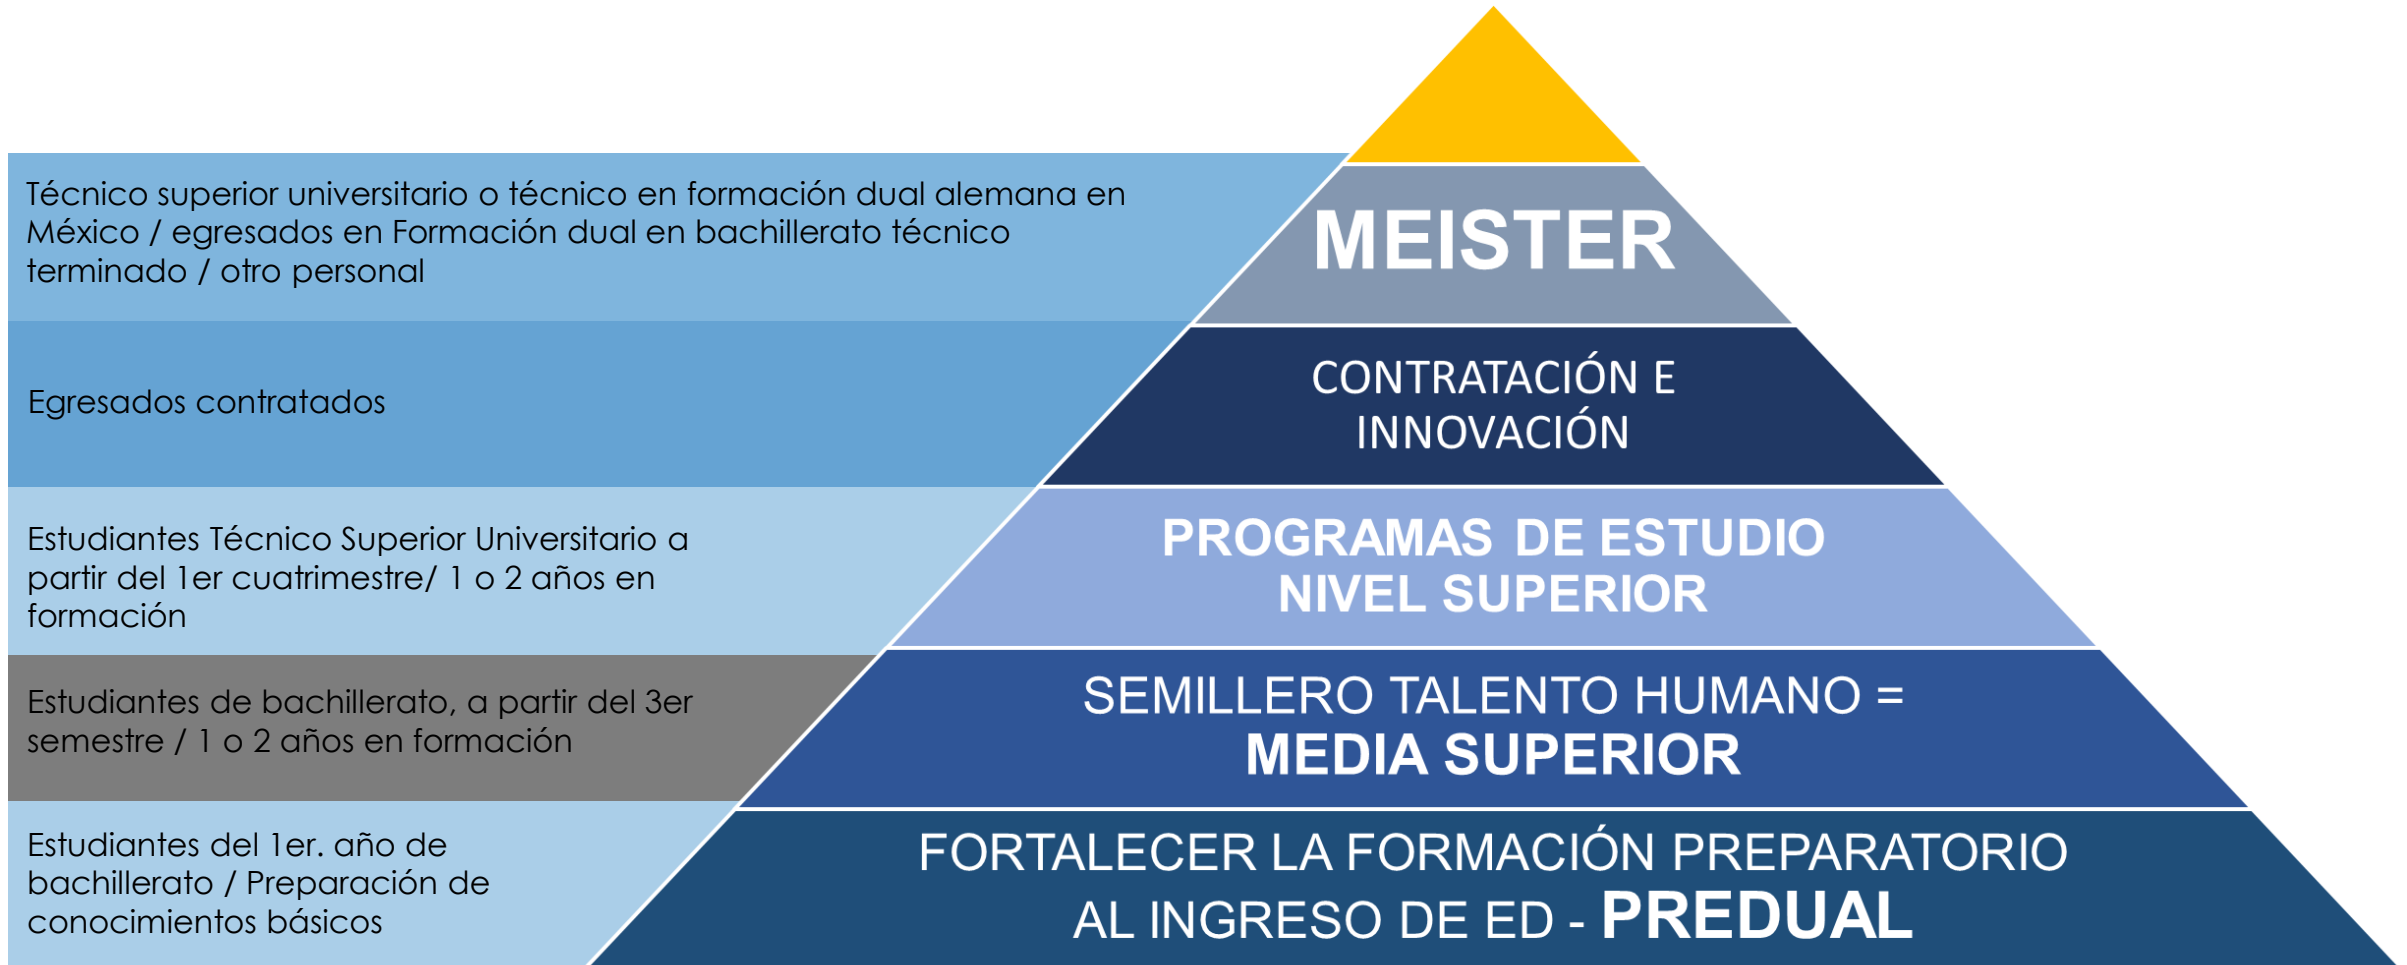 Técnico superior universitario o técnico en formación dual alemana en
México / egresados en Formación dual en bachillerato técnico
terminado / otro personal
MEISTER
Egresados contratados
CONTRATACIÓN E
INNOVACIÓN
Estudiantes Técnico Superior Universitario a
partir del 1er cuatrimestre/ 1 o 2 años en
formación
PROGRAMAS DE ESTUDIO
NIVEL SUPERIOR
Estudiantes de bachillerato, a partir del 3er
semestre / 1 o 2 años en formación
SEMILLERO TALENTO HUMANO =
MEDIA SUPERIOR
Estudiantes del 1er. año de
bachillerato / Preparación de
conocimientos básicos
FORTALECER LA FORMACIÓN PREPARATORIO
AL INGRESO DE ED - PREDUAL